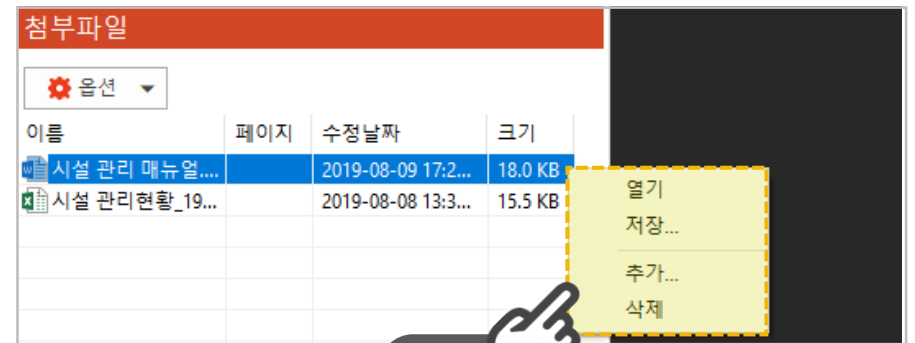 첨부파일
옵션
이름 페이지 수정날짜 크기
시설 관리 매뉴얼.... 2019-08-09 17:2... 18.0 KB
시설 관리현황_19... 2019-08-08 13:3... 15.5 KB
열기
저장...
추가...
삭제